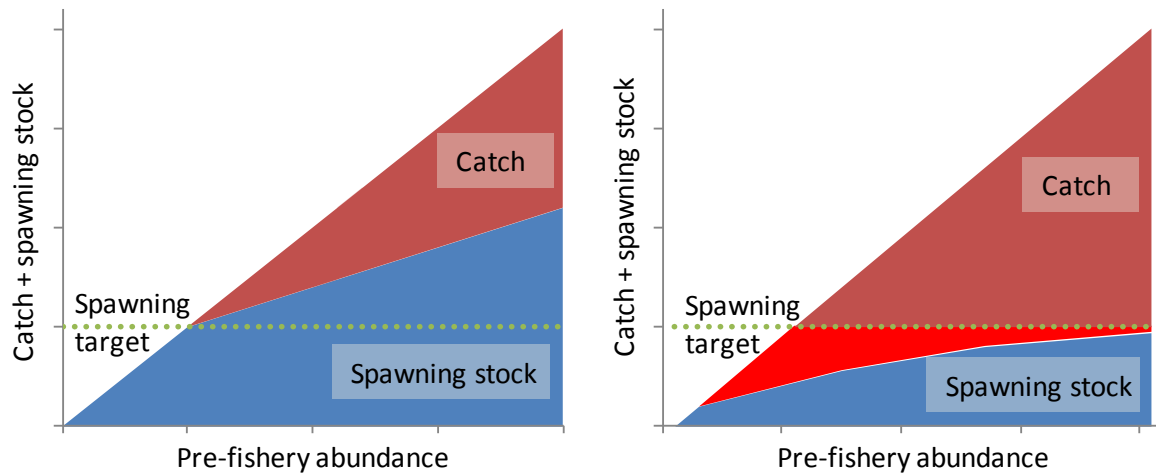 Catch + spawning stock
Catch
Spawning
target
Spawning stock
Pre-fishery abundance
Catch + spawning stock
Catch
Spawning
target
Spawning stock
Pre-fishery abundance